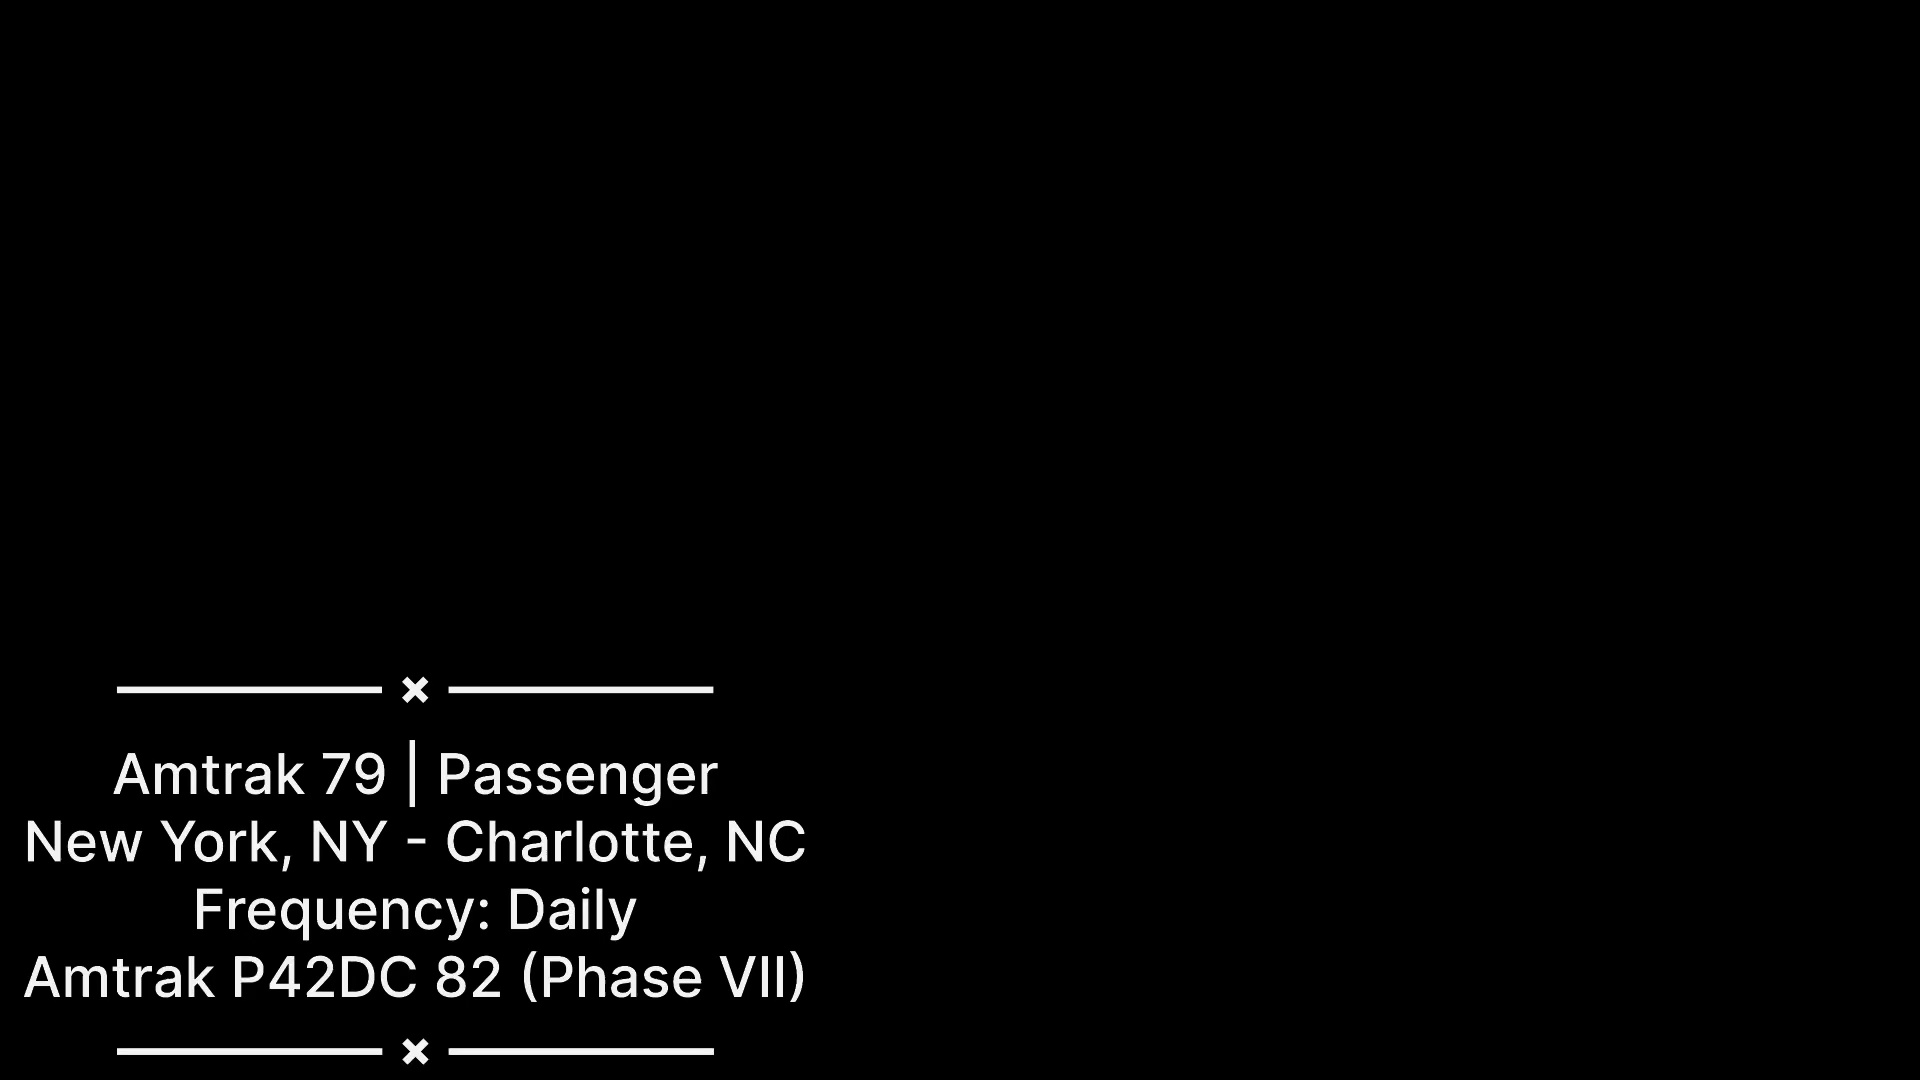 Amtrak 79 | Passenger
New York, NY - Charlotte, NC
Frequency: Daily
Amtrak P42DC 82 (Phase VII)